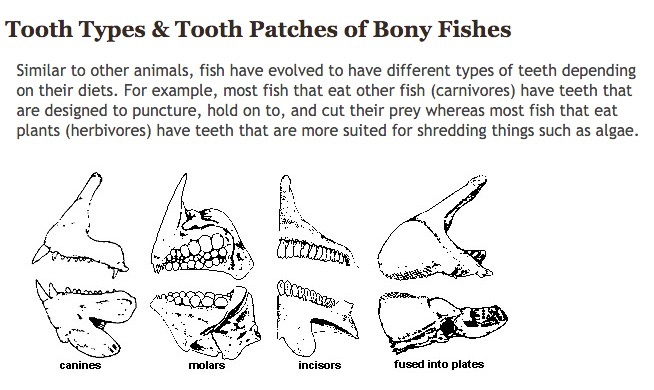 Tooth Types & Tooth Patches of Bony Fishes
Similar to other animals, fish have evolved to have different types of teeth depending
on their diets. For example, most fish that eat other fish (carnivores) have teeth that
are designed to puncture, hold on to, and cut their prey whereas most fish that eat
plants (herbivores) have teeth that are more suited for shredding things such as algae.
canines molars incisors fused into plates